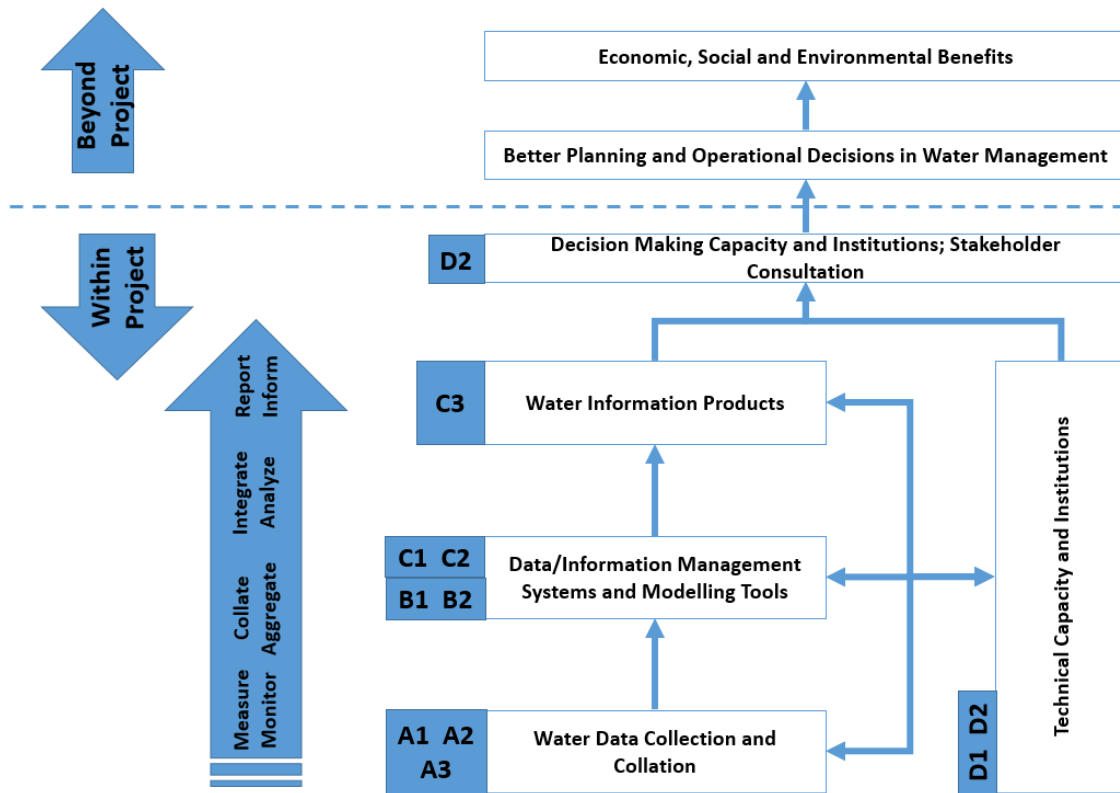 Beyond
Project
Economic, Social and Environmental Benefits
Better Planning and Operational Decisions in Water Management
Within
Project
D2
Decision Making Capacity and Institutions; Stakeholder
Consultation
Report
Inform
Integrate
Analyze
Collate
Aggregate
Measure
Monitor
C3
Water Information Products
C1 C2
B1 B2
Data/Information Management
Systems and Modelling Tools
A1 A2
A3
Water Data Collection and
Collation
D1 D2
Technical Capacity and Institutions